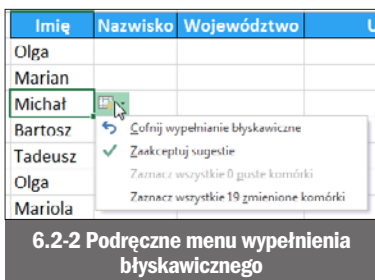 Imię Nazwisko Województwo U
Olga
Marian
Michał
Bartosz
Cofnij wypełnianie błyskawiczne
Tadeusz
Zaakceptuj sugestie
Zaznacz wszystkie 0 puste komórki
Olga
Zaznacz wszystkie 19 zmienione komórki
Mariola
6.2-2 Podręczne menu wypełnienia
błyskawicznego